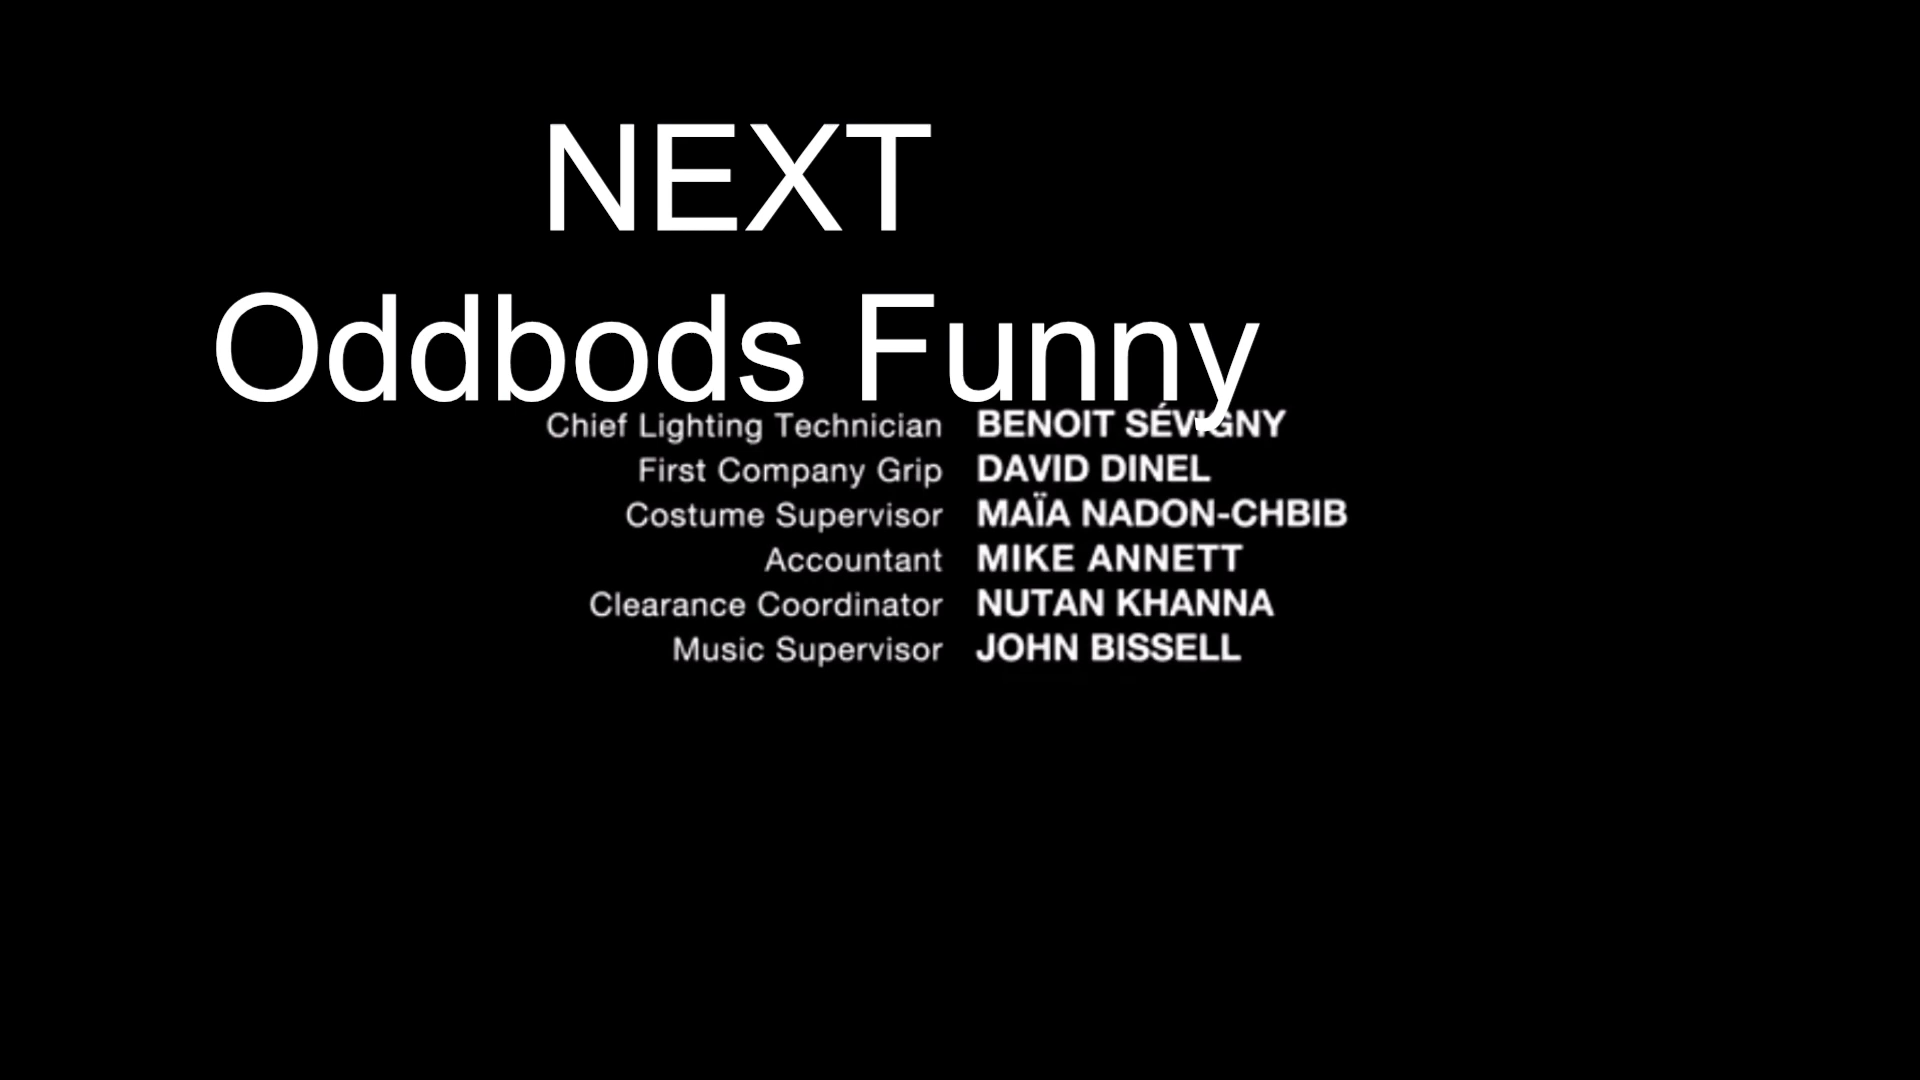 NEXT
Oddbods Funny
Chief Lighting Technician BENOIT SÉVIGNY
First Company Grip DAVID DINEL
Costume Supervisor MAÏA NADON-CHBIB
Accountant MIKE ANNETT
Clearance Coordinator NUTAN KHANNA
Music Supervisor JOHN BISSELL